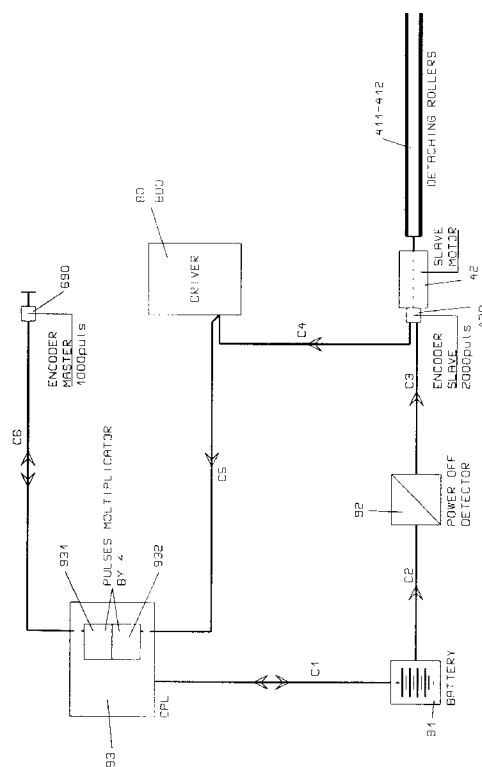 690
ENCODER
MASTER
1000puls
C6
80
800
DRIVER
411-412
DETACHING ROLLERS
931
PULSES MULTIPLICATOR
BY 4
932
C5
C4
SLAVE
MOTOR
42
ENCODER
SLAVE
2000puls
93
CPL
C1
C3
92
POWER OFF
DETECTOR
C2
BATTERY
91